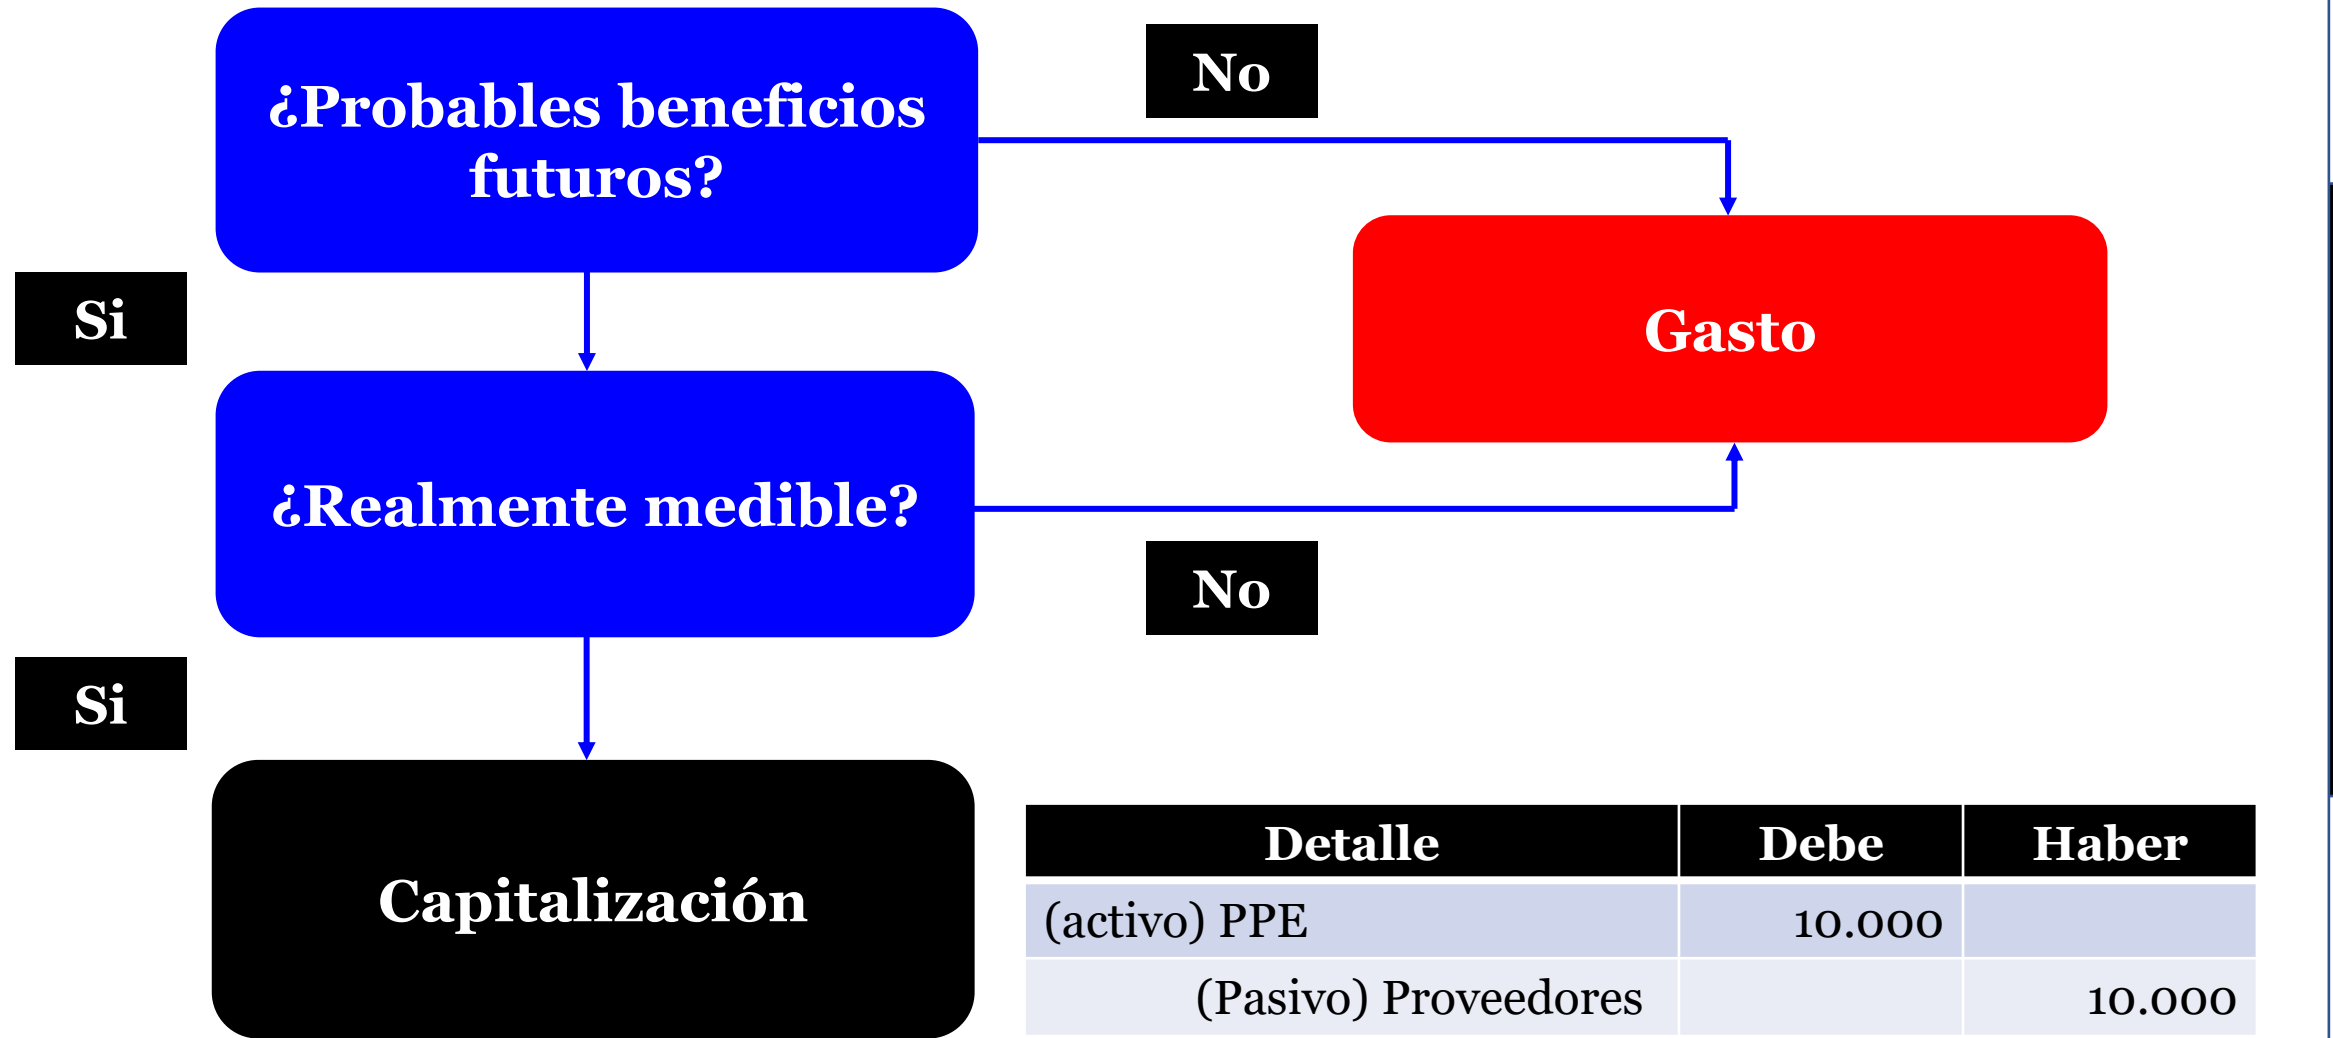 ¿Probables beneficios
futuros?
No
Si
Gasto
¿Realmente medible?
No
Si
Capitalización
Detalle Debe Haber
(activo) PPE 10.000
(Pasivo) Proveedores 10.000